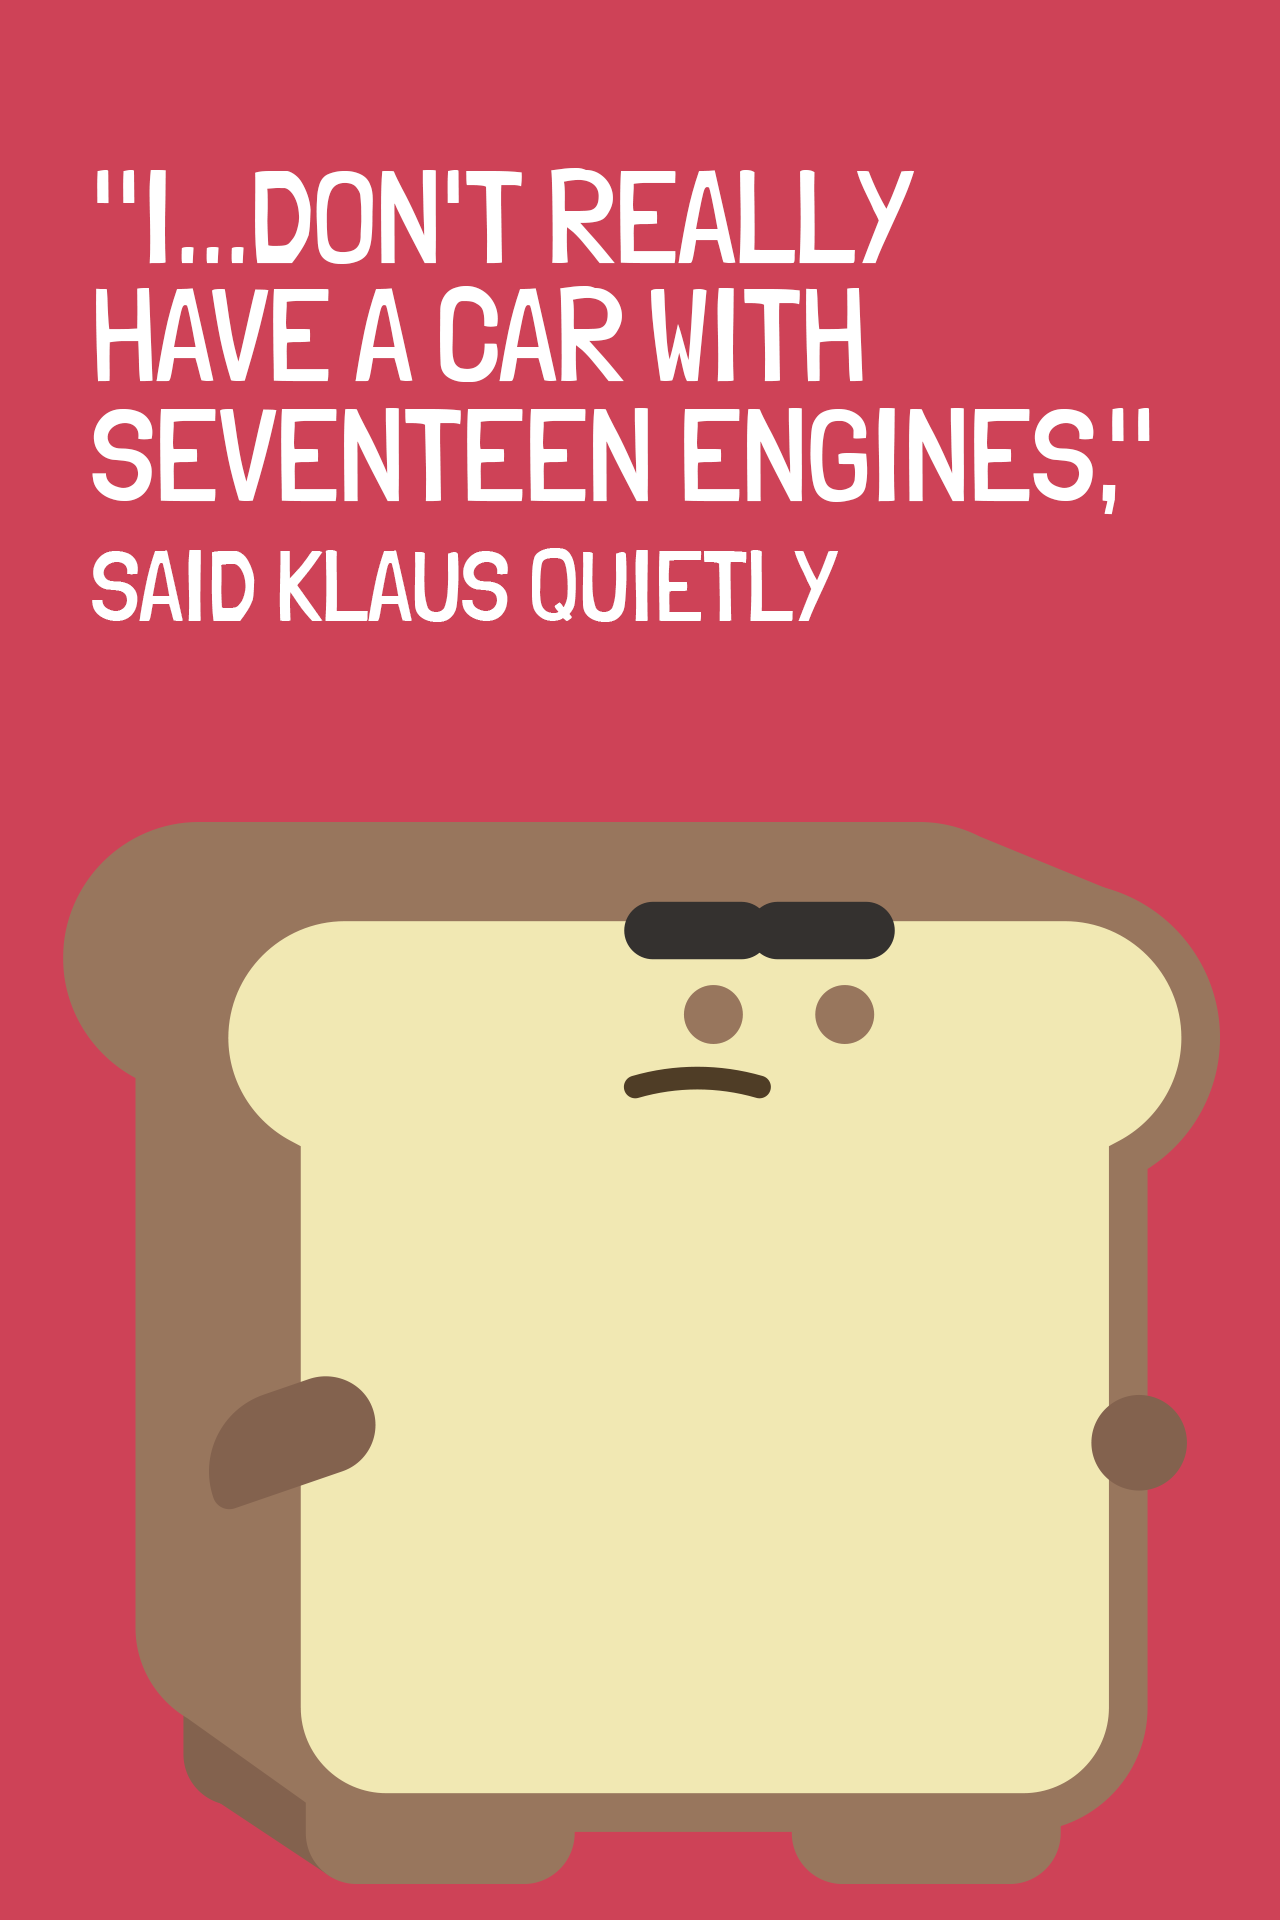 "I...DON'T REALLY
HAVE A CAR WITH
SEVENTEEN ENGINES,"
SAID KLAUS QUIETLY